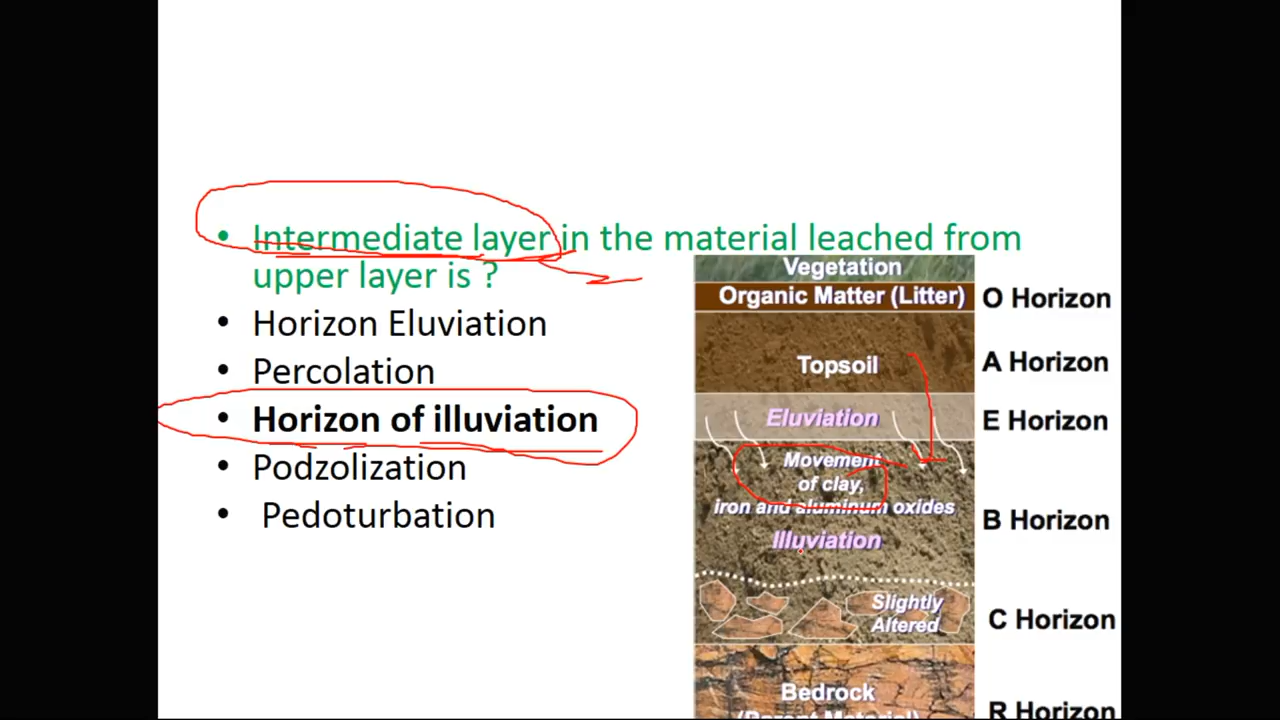 • Intermediate layer in the material leached from
upper layer is ?
• Horizon Eluviation
• Percolation
• Horizon of illuviation
• Podzolization
• Pedoturbation
Vegetation
Organic Matter (Litter) O Horizon
Topsoil A Horizon
Eluviation E Horizon
Movement
of clay,
iron and aluminum oxides
B Horizon
Illuviation
Slightly
Altered
C Horizon
Bedrock
(Parent Material)
R Horizon